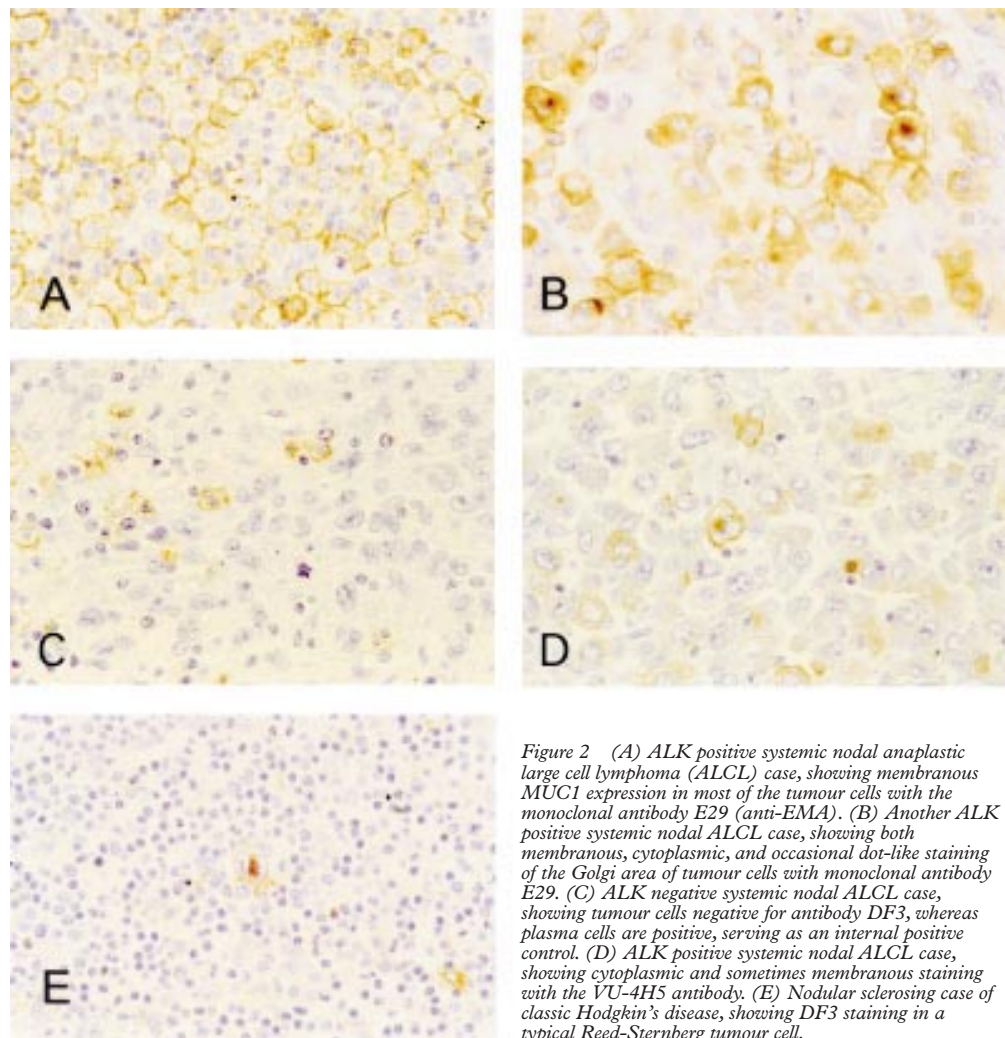 A
B
C
D
E
Figure 2 (A) ALK positive systemic nodal anaplastic
large cell lymphoma (ALCL) case, showing membranous
MUC1 expression in most of the tumour cells with the
monoclonal antibody E29 (anti-EMA). (B) Another ALK
positive systemic nodal ALCL case, showing both
membranous, cytoplasmic, and occasional dot-like staining
of the Golgi area of tumour cells with monoclonal antibody
E29. (C) ALK negative systemic nodal ALCL case,
showing tumour cells negative for antibody DF3, whereas
plasma cells are positive, serving as an internal positive
control. (D) ALK positive systemic nodal ALCL case,
showing cytoplasmic and sometimes membranous staining
with the VU-4H5 antibody. (E) Nodular sclerosing case of
classic Hodgkin's disease, showing DF3 staining in a
typical Reed-Sternberg tumour cell.